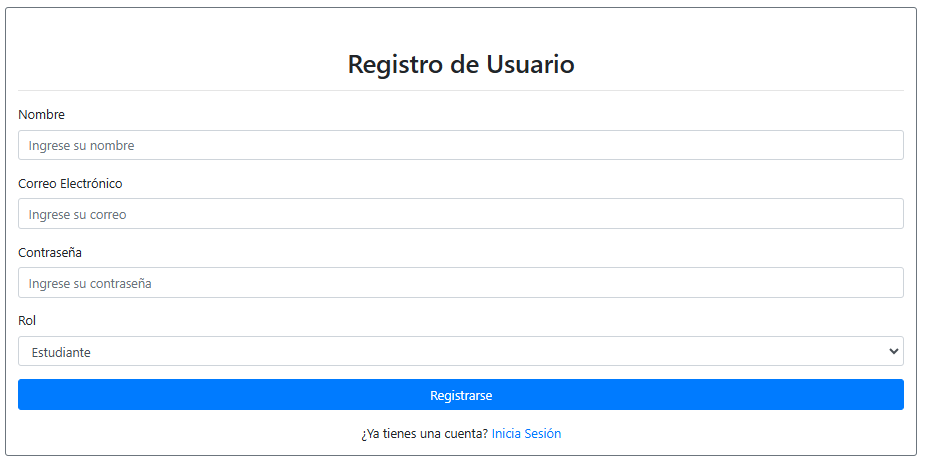 Registro de Usuario
Nombre
Ingrese su nombre
Correo Electrónico
Ingrese su correo
Contraseña
Ingrese su contraseña
Rol
Estudiante
Registrarse
¿Ya tienes una cuenta? Inicia Sesión